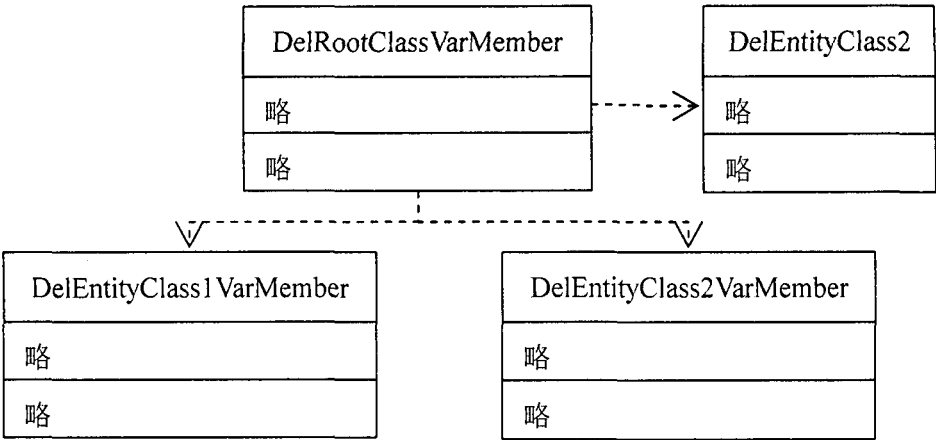 DelRootClassVarMember
略
略
DelEntityClass2
略
略
DelEntityClass1VarMember
略
略
DelEntityClass2VarMember
略
略